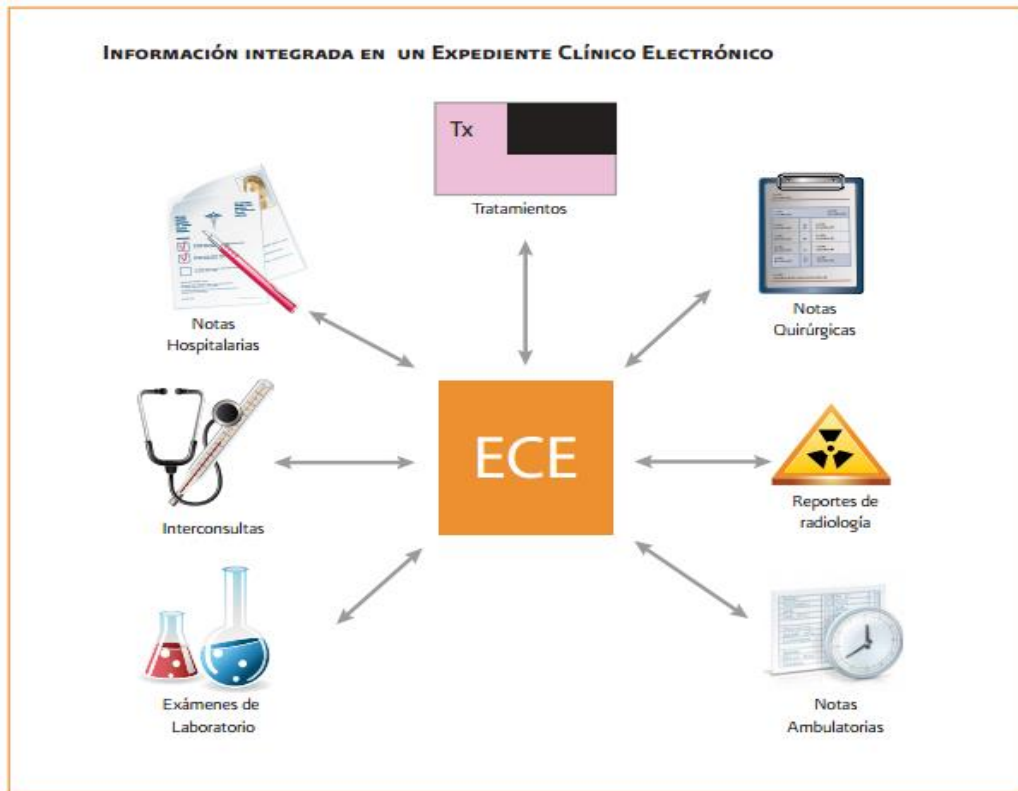 INFORMACIÓN INTEGRADA EN UN EXPEDIENTE CLÍNICO ELECTRÓNICO
Tx
Tratamientos
Notas
Hospitalarias
Notas
Quirúrgicas
ECE
Interconsultas
Reportes de
radiología
Exámenes de
Laboratorio
Notas
Ambulatorias